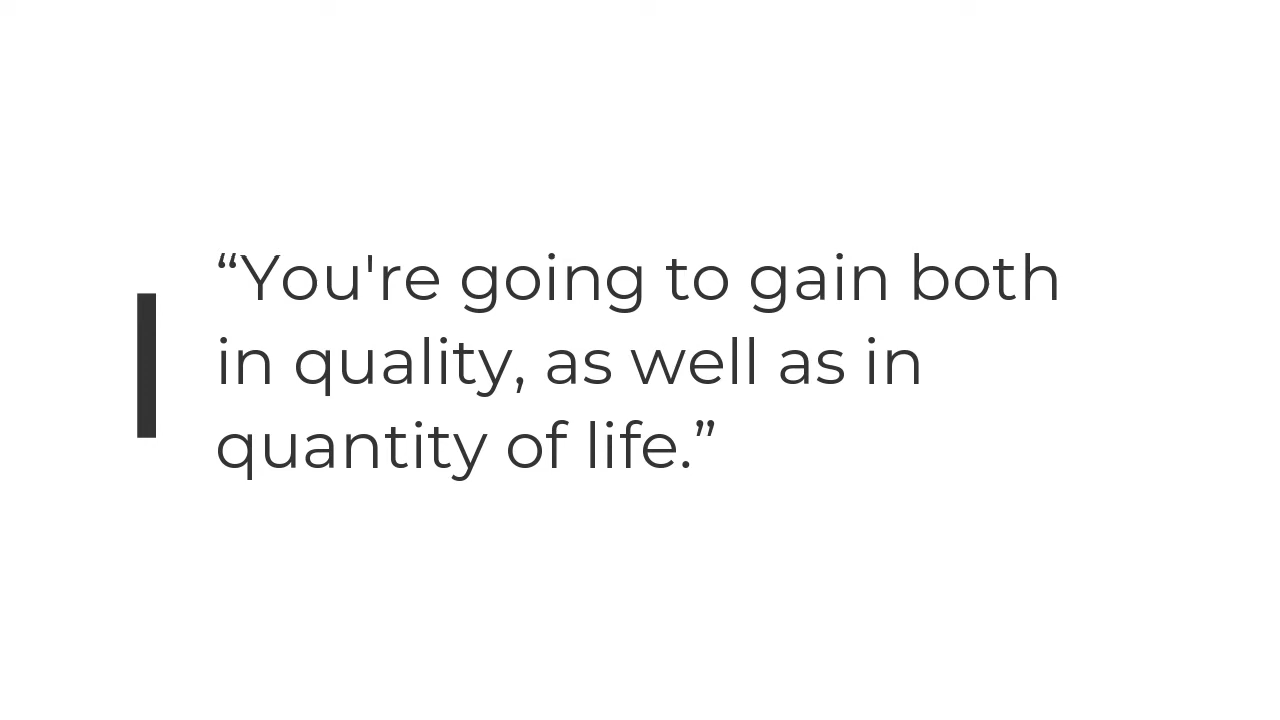 “You're going to gain both
in quality, as well as in
quantity of life.”